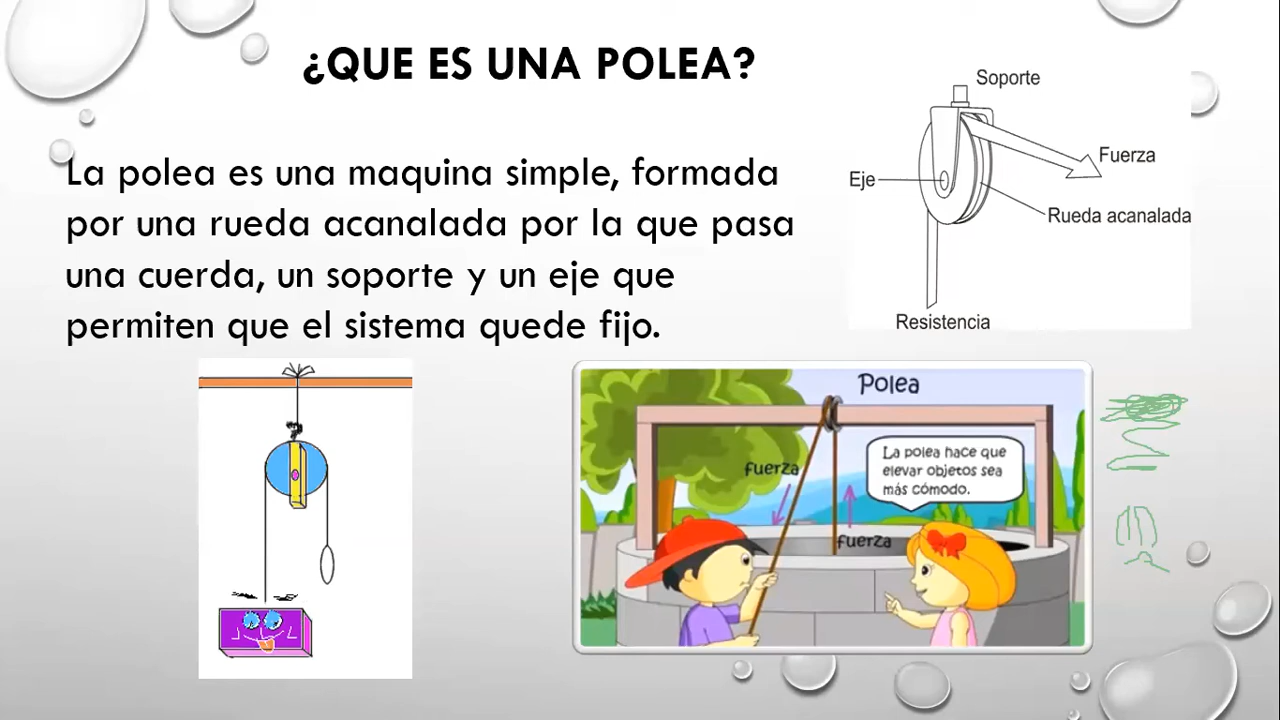 ¿QUE ES UNA POLEA?
La polea es una maquina simple, formada
por una rueda acanalada por la que pasa
una cuerda, un soporte y un eje que
permiten que el sistema quede fijo.
Soporte
Fuerza
Eje
Rueda acanalada
Resistencia
Polea
La polea hace que
elevar objetos sea
más cómodo.
fuerza
fuerza